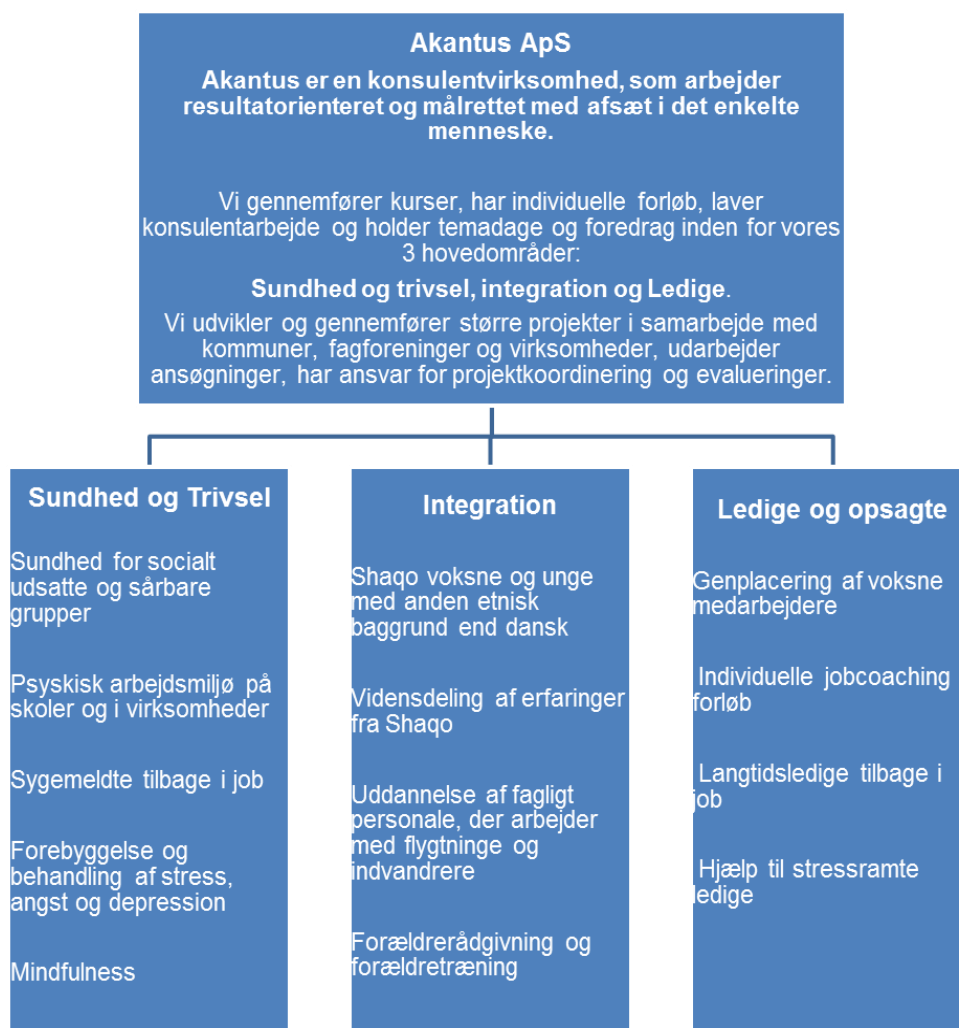 Akantus ApS
Akantus er en konsulentvirksomhed, som arbejder
resultatorienteret og målrettet med afsæt i det enkelte
menneske.
Vi gennemfører kurser, har individuelle forløb, laver
konsulentarbejde og holder temadage og foredrag inden for vores
3 hovedområder:
Sundhed og trivsel, integration og Ledige.
Vi udvikler og gennemfører større projekter i samarbejde med
kommuner, fagforeninger og virksomheder, udarbejder
ansøgninger, har ansvar for projektkoordinering og evalueringer.
Sundhed og Trivsel
Sundhed for socialt
udsatte og sårbare
grupper
Psyskisk arbejdsmiljø på
skoler og i virksomheder
Sygemeldte tilbage i job
Forebyggelse og
behandling af stress,
angst og depression
Mindfulness
Integration
Shaqo voksne og unge
med anden etnisk
baggrund end dansk
Vidensdeling af erfaringer
fra Shaqo
Uddannelse af fagligt
personale, der arbejder
med flygtninge og
indvandrere
Forældrerådgivning og
forældretræning
Ledige og opsagte
Genplacering af voksne
medarbejdere
Individuelle jobcoaching
forløb
Langtidsledige tilbage i
job
Hjælp til stressramte
ledige